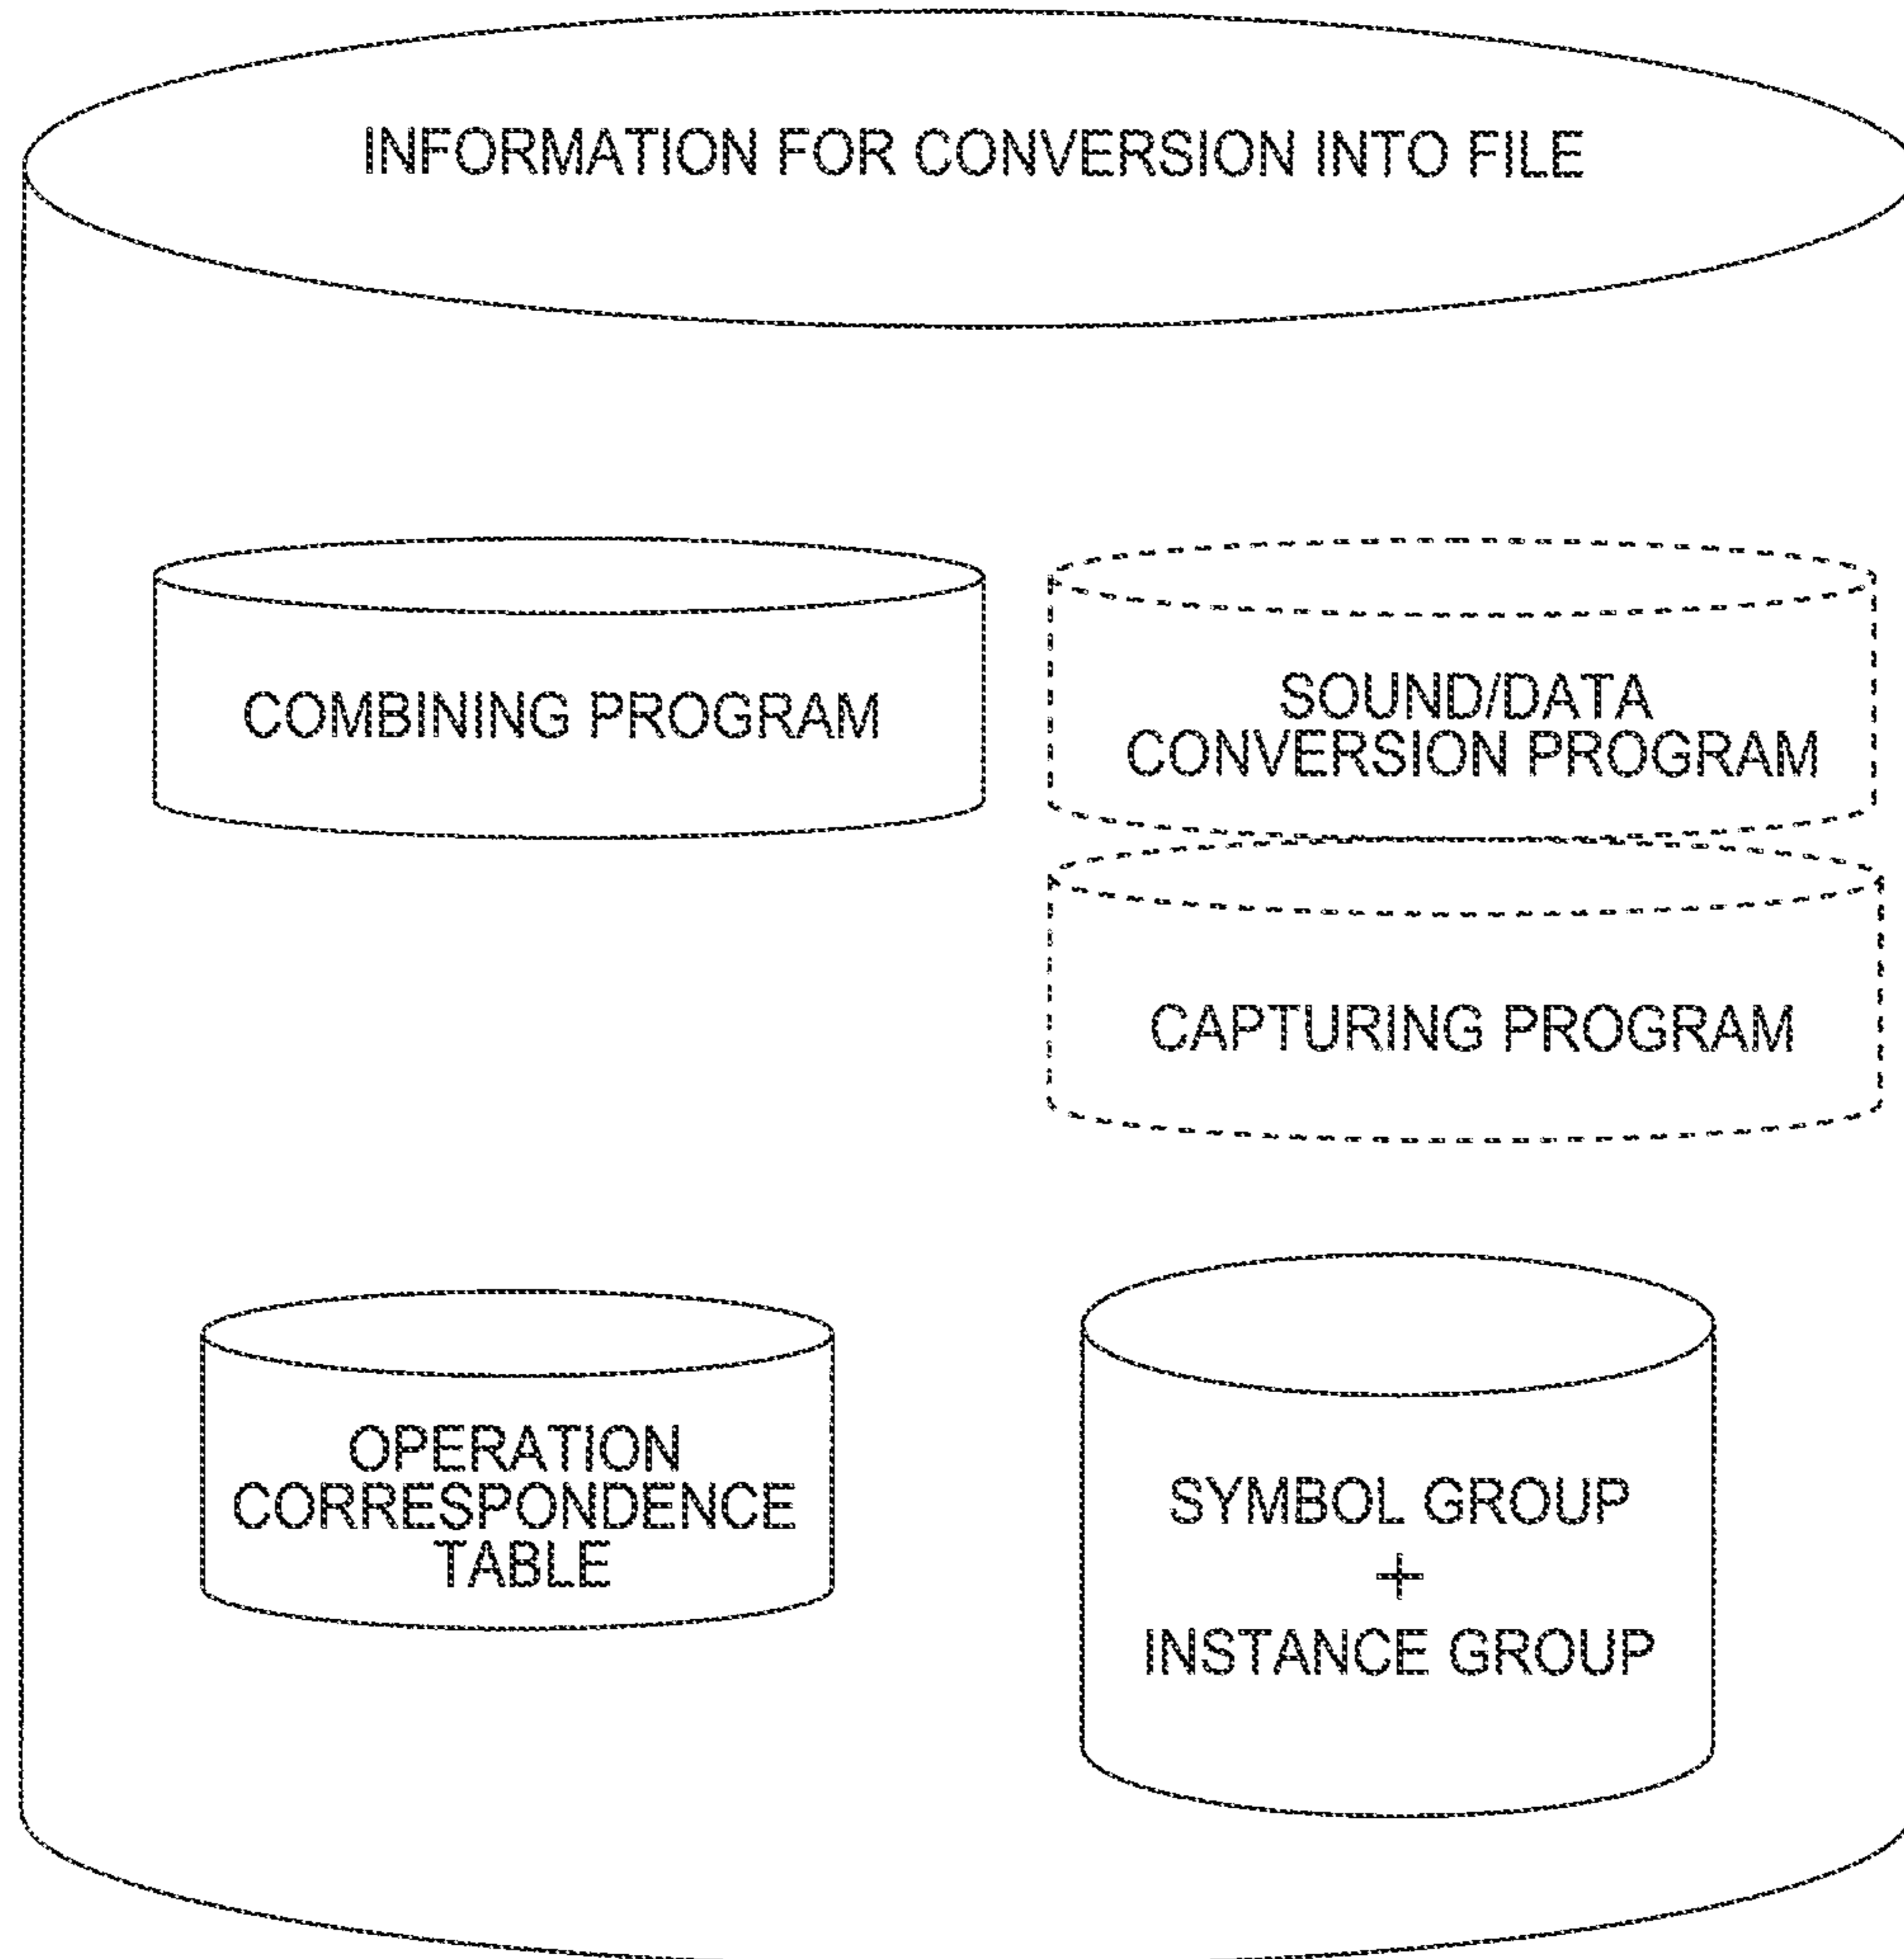 INFORMATION FOR CONVERSION INTO FILE
COMBINING PROGRAM
SOUND/DATA
CONVERSION PROGRAM
CAPTURING PROGRAM
OPERATION
CORRESPONDENCE
TABLE
SYMBOL GROUP
+
INSTANCE GROUP